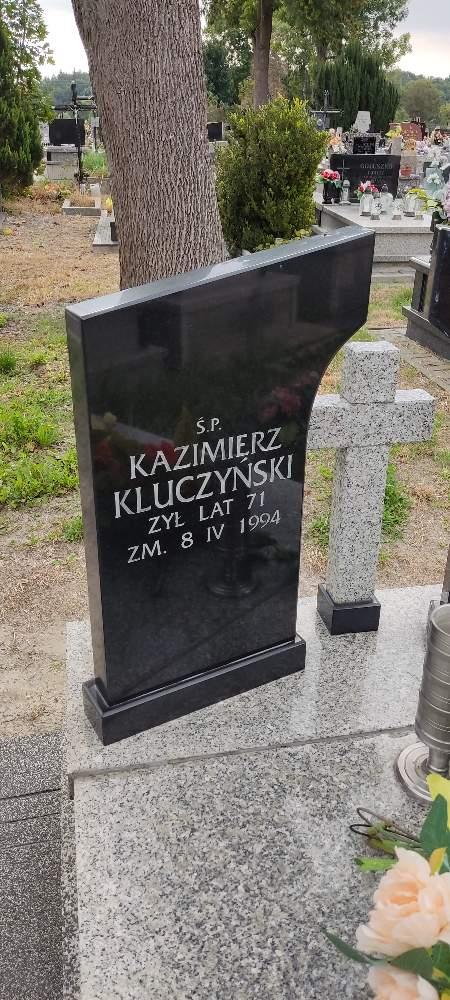 Ś.P.
KAZIMIERZ
KLUCZYŃSKI
ŻYŁ LAT 71
ZM. 8 IV 1994